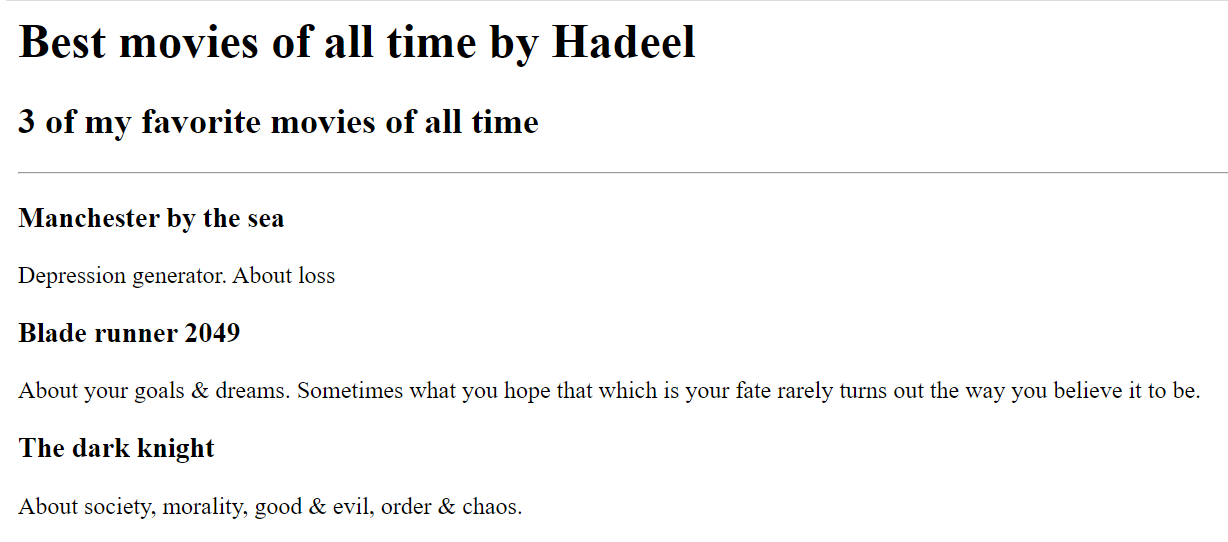 Best movies of all time by Hadeel
3 of my favorite movies of all time
Manchester by the sea
Depression generator. About loss
Blade runner 2049
About your goals & dreams. Sometimes what you hope that which is your fate rarely turns out the way you believe it to be.
The dark knight
About society, morality, good & evil, order & chaos.